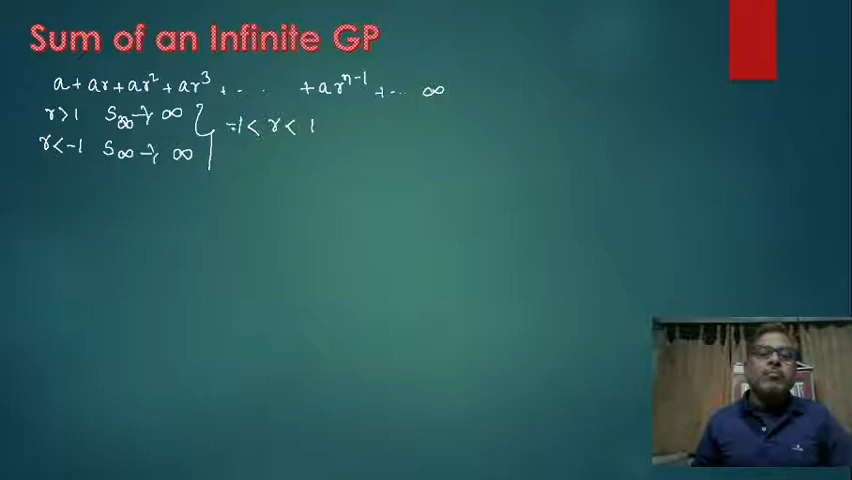 Sum of an Infinite GP
a + ar + ar² + ar³ + .... + arⁿ⁻¹ + ... ∞
r > 1 S∞ → ∞
-1 < r < 1
r < -1 S∞ → ∞